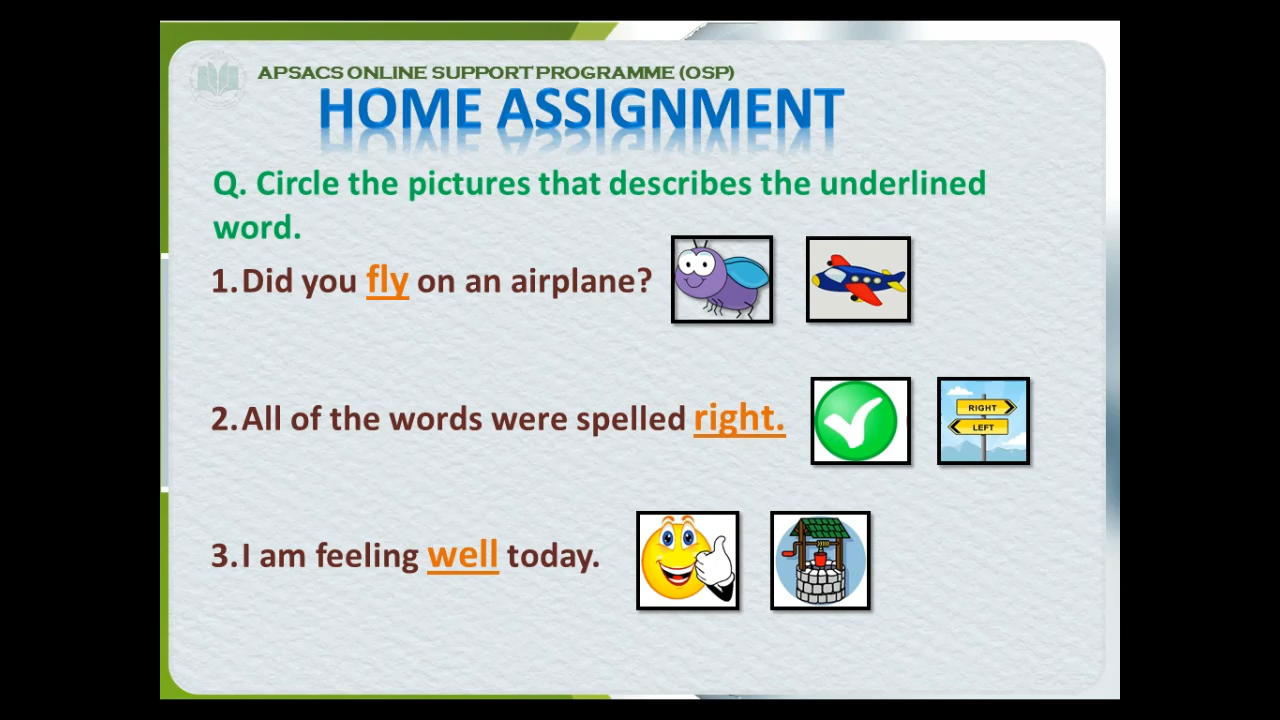 APSACS ONLINE SUPPORT PROGRAMME (OSP)
HOME ASSIGNMENT
Q. Circle the pictures that describes the underlined
word.
1.Did you fly on an airplane?
2.All of the words were spelled right.
RIGHT
LEFT
3.I am feeling well today.